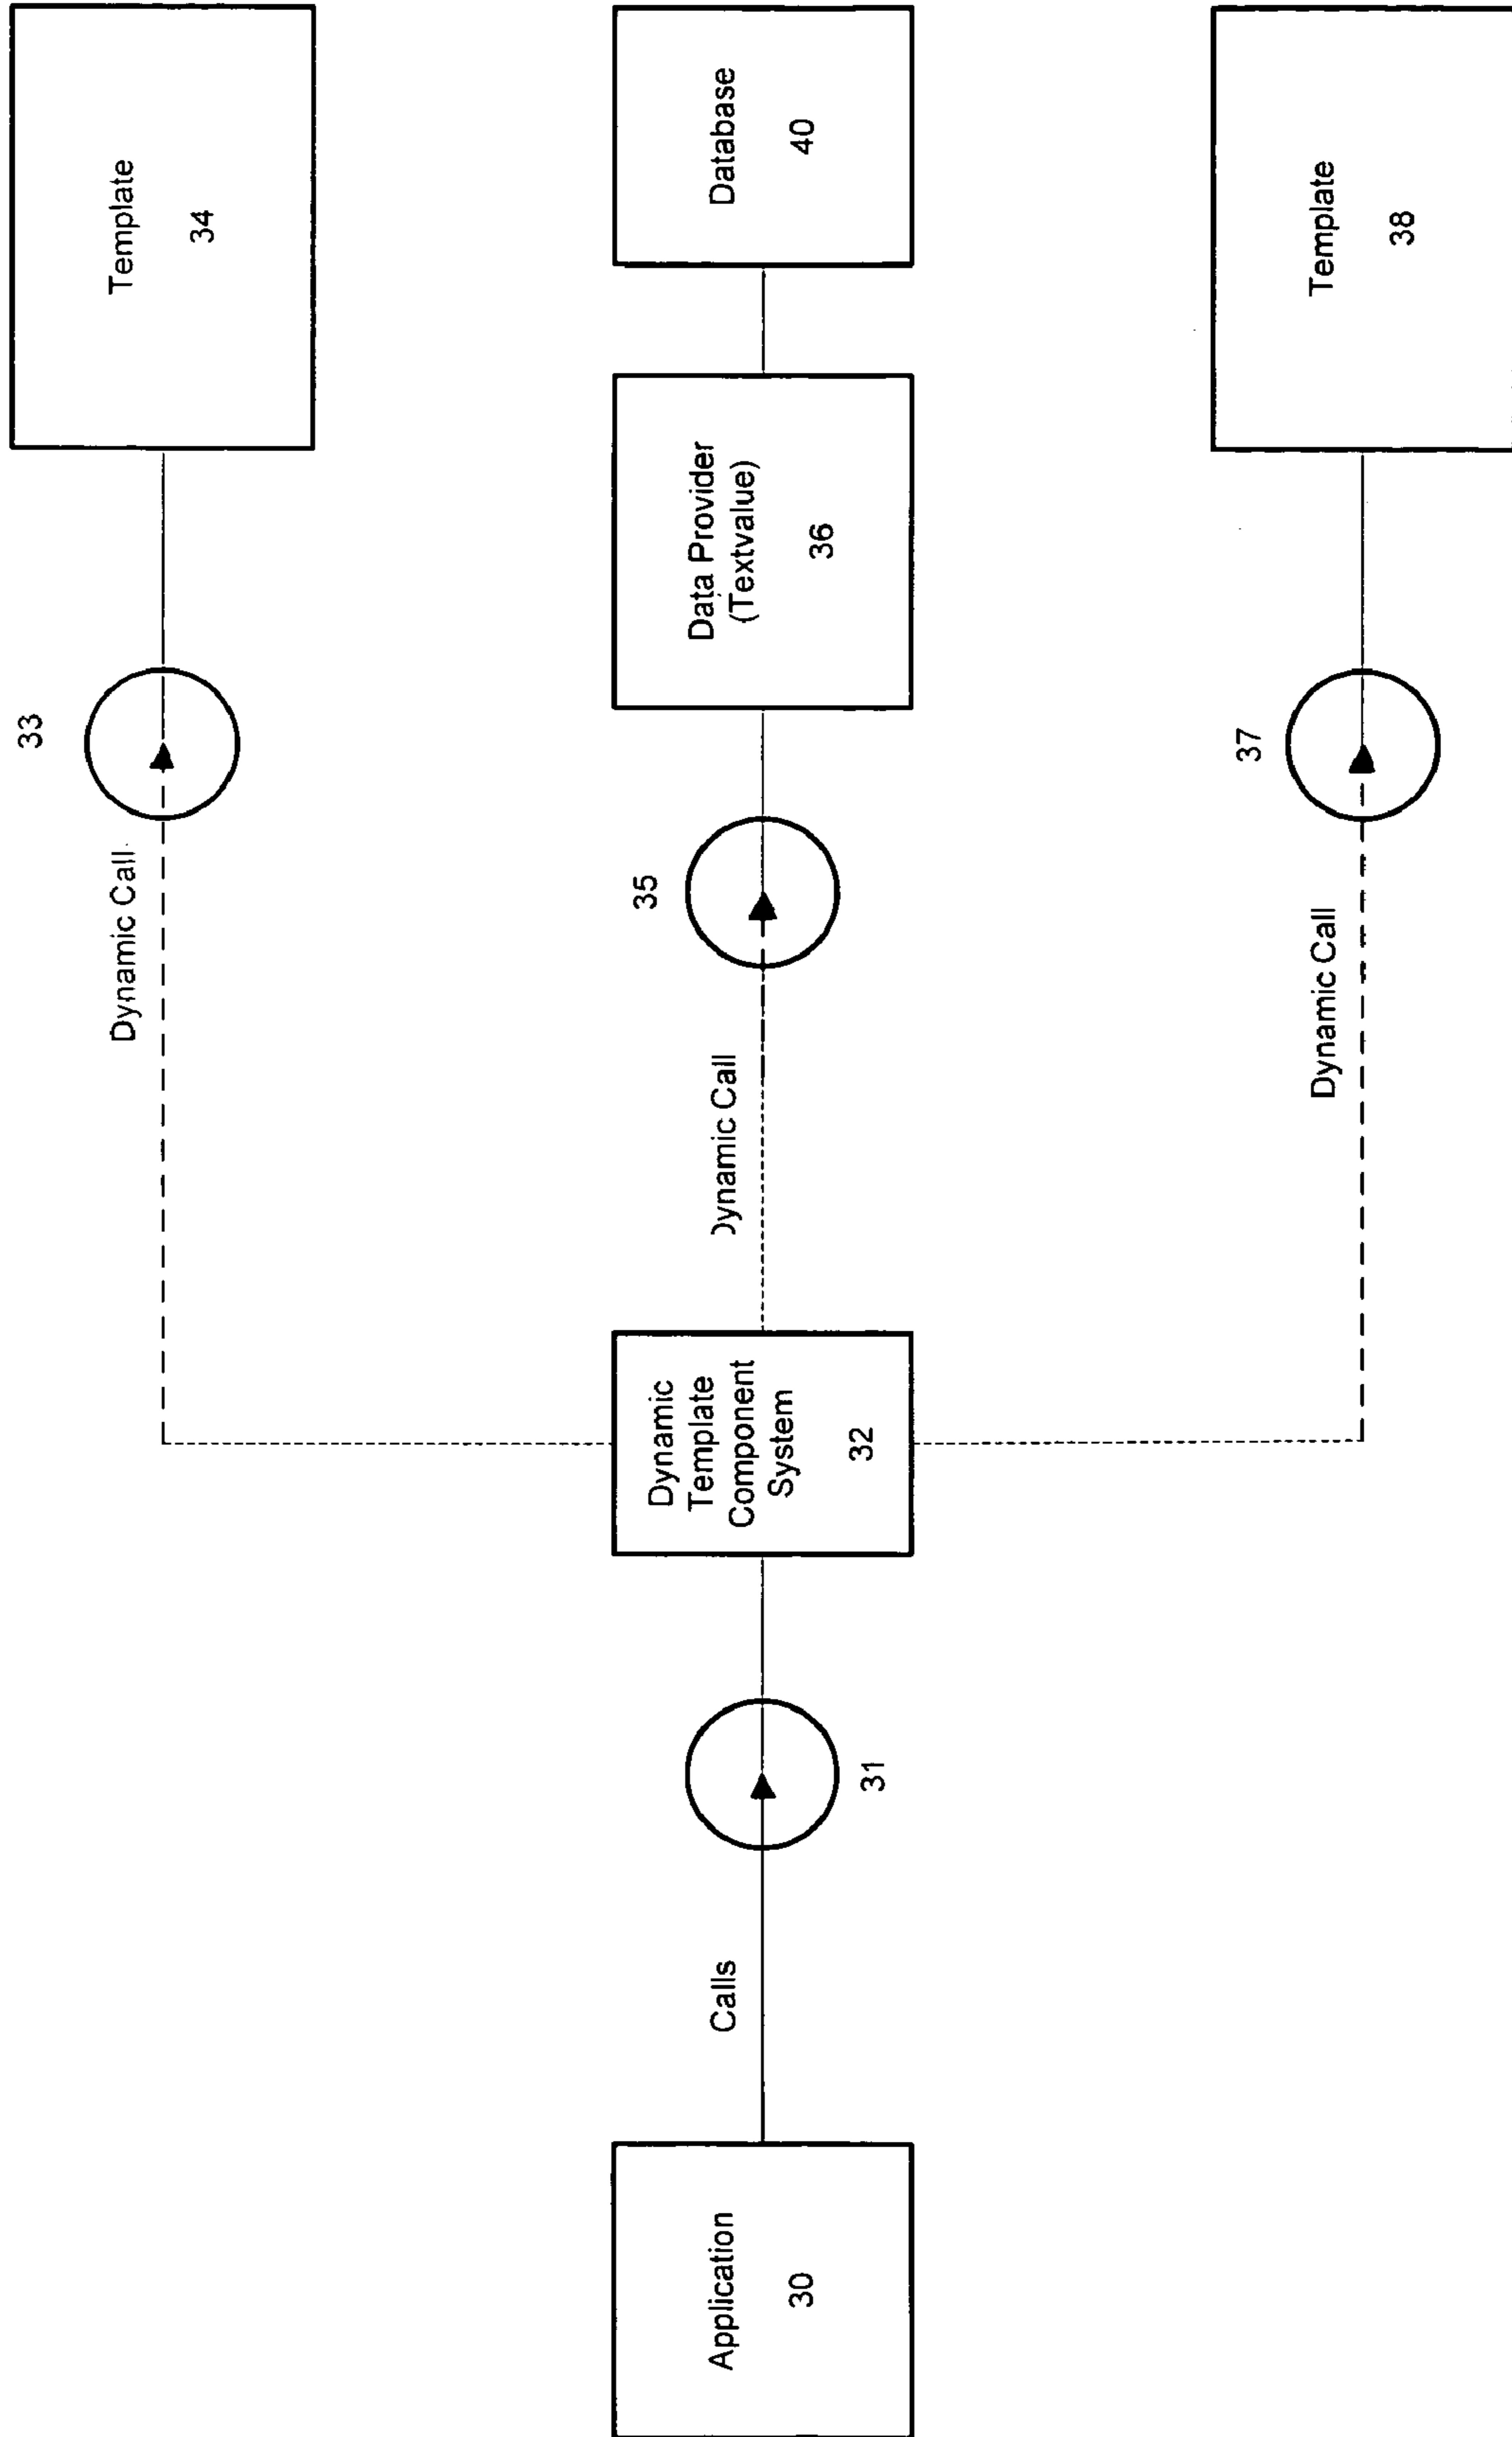 33
Dynamic Call
Template
34
Application
30
Calls
31
Dynamic
Template
Component
System
32
Dynamic Call
35
Data Provider
(Textvalue)
36
Database
40
37
Dynamic Call
Template
38